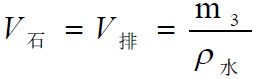 V石 = V排 = m₃/ρ水